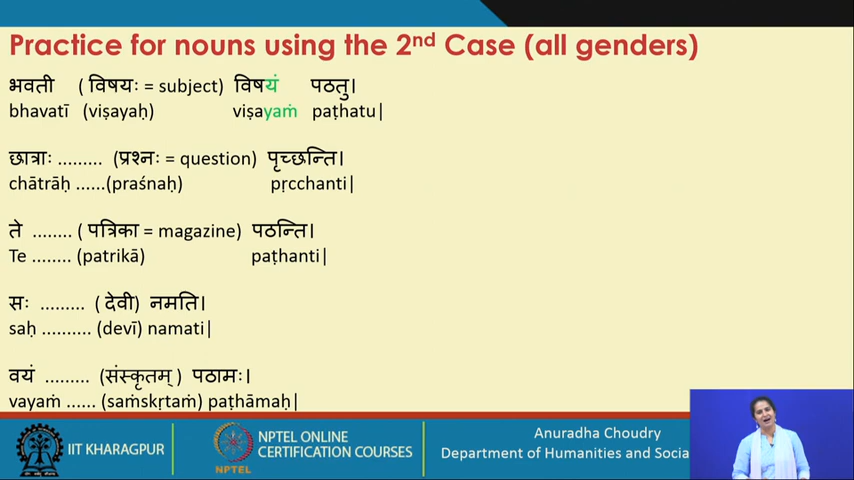 Practice for nouns using the 2nd Case (all genders)
भवती ( विषयः = subject) विषयं पठतु।
bhavatī (viṣayaḥ) viṣayaṁ paṭhatu|
छात्राः ......... (प्रश्नः = question) पृच्छन्ति।
chātrāḥ ......(praśnaḥ) pṛcchanti|
ते ........ ( पत्रिका = magazine) पठन्ति।
Te ........ (patrikā) paṭhanti|
सः ......... ( देवी) नमति।
saḥ .......... (devī) namati|
वयं ......... (संस्कृतम् ) पठामः।
vayaṁ ...... (saṁskṛtaṁ) paṭhāmaḥ|
IIT KHARAGPUR
NPTEL
NPTEL ONLINE
CERTIFICATION COURSES
Anuradha Choudry
Department of Humanities and Socia